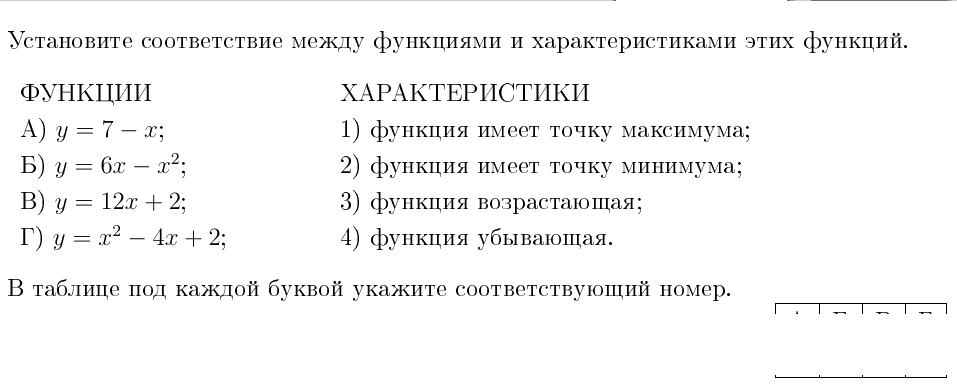 Установите соответствие между функциями и характеристиками этих функций.
ФУНКЦИИ ХАРАКТЕРИСТИКИ
А) y = 7 − x; 1) функция имеет точку максимума;
Б) y = 6x − x²; 2) функция имеет точку минимума;
В) y = 12x + 2; 3) функция возрастающая;
Г) y = x² − 4x + 2; 4) функция убывающая.
В таблице под каждой буквой укажите соответствующий номер.